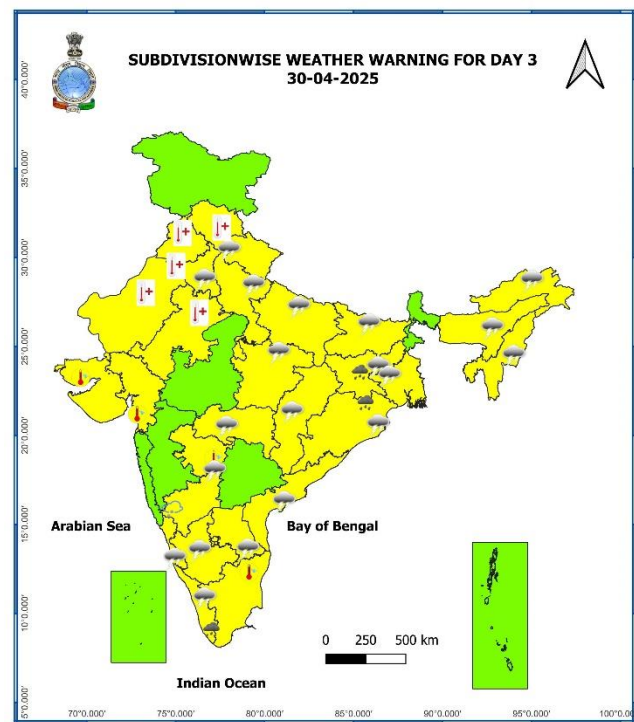 SUBDIVISIONWISE WEATHER WARNING FOR DAY 3
30-04-2025
40°0.000'
35°0.000'
30°0.000'
25°0.000'
20°0.000'
15°0.000'
10°0.000'
5°0.000'
Arabian Sea
Bay of Bengal
0 250 500 km
Indian Ocean
70°0.000' 75°0.000' 80°0.000' 85°0.000' 90°0.000' 95°0.000'